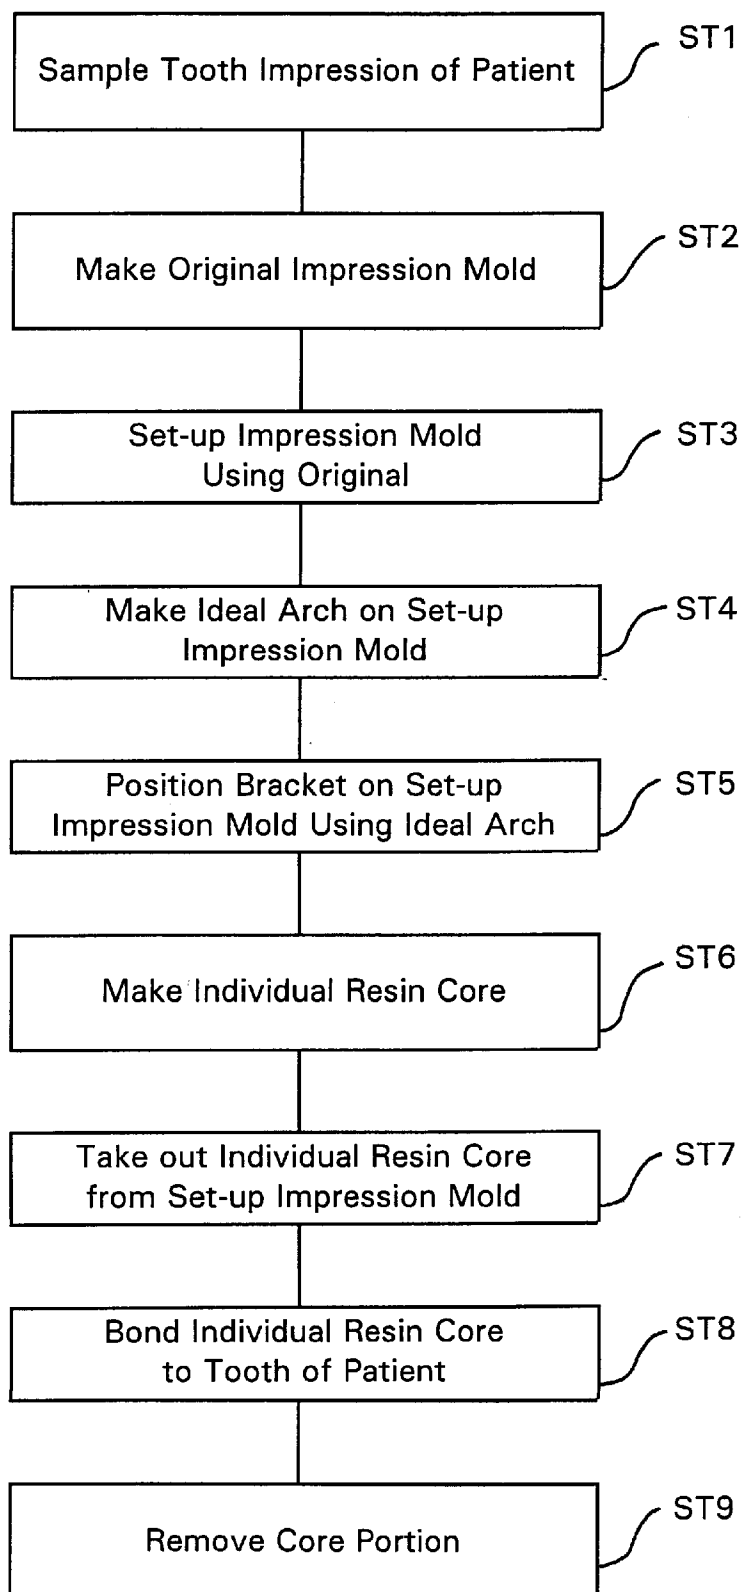 Sample Tooth Impression of Patient
ST1
Make Original Impression Mold
ST2
Set-up Impression Mold
Using Original
ST3
Make Ideal Arch on Set-up
Impression Mold
ST4
Position Bracket on Set-up
Impression Mold Using Ideal Arch
ST5
Make Individual Resin Core
ST6
Take out Individual Resin Core
from Set-up Impression Mold
ST7
Bond Individual Resin Core
to Tooth of Patient
ST8
Remove Core Portion
ST9